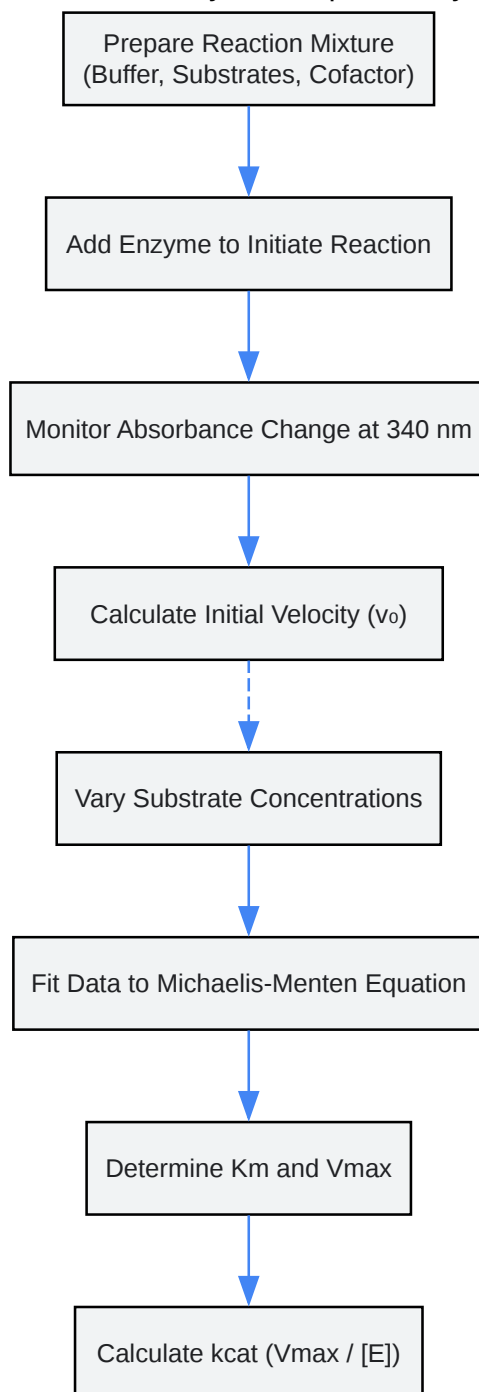 Prepare Reaction Mixture
(Buffer, Substrates, Cofactor)
Add Enzyme to Initiate Reaction
Monitor Absorbance Change at 340 nm
Calculate Initial Velocity (v₀)
Vary Substrate Concentrations
Fit Data to Michaelis-Menten Equation
Determine Km and Vmax
Calculate kcat (Vmax / [E])